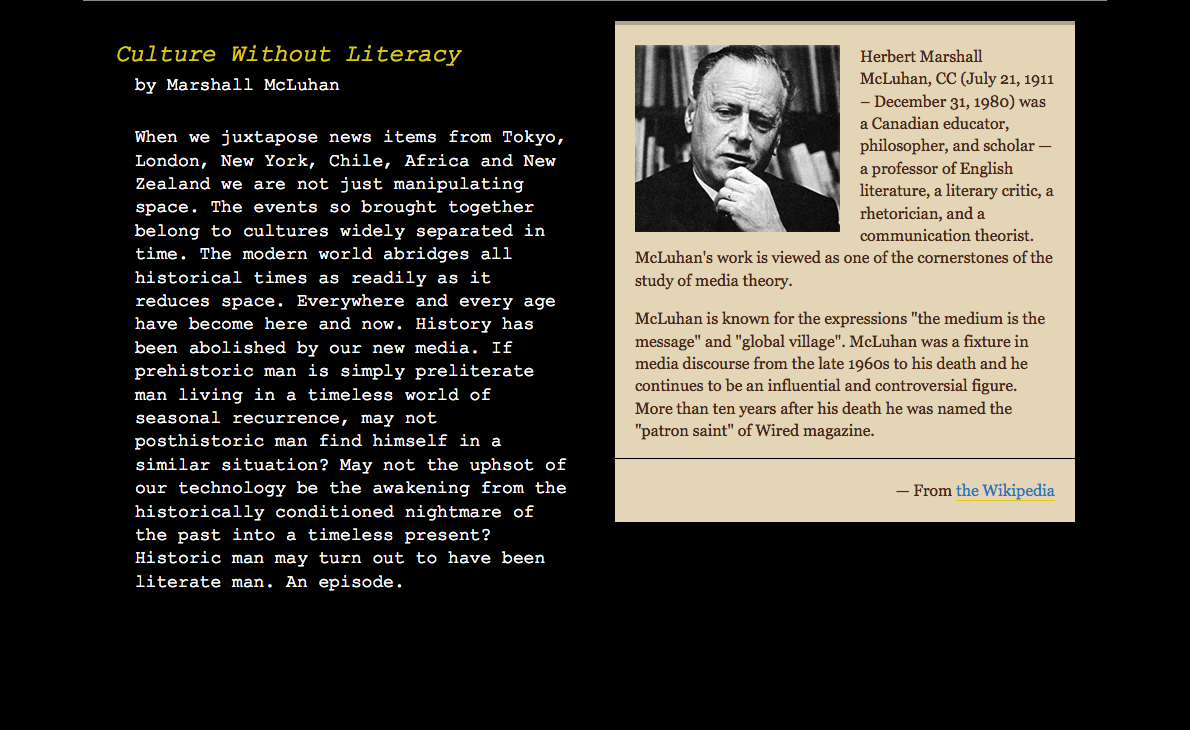 Culture Without Literacy
by Marshall McLuhan
When we juxtapose news items from Tokyo,
London, New York, Chile, Africa and New
Zealand we are not just manipulating
space. The events so brought together
belong to cultures widely separated in
time. The modern world abridges all
historical times as readily as it
reduces space. Everywhere and every age
have become here and now. History has
been abolished by our new media. If
prehistoric man is simply preliterate
man living in a timeless world of
seasonal recurrence, may not
posthistoric man find himself in a
similar situation? May not the uphsot of
our technology be the awakening from the
historically conditioned nightmare of
the past into a timeless present?
Historic man may turn out to have been
literate man. An episode.
Herbert Marshall
McLuhan, CC (July 21, 1911
– December 31, 1980) was
a Canadian educator,
philosopher, and scholar —
a professor of English
literature, a literary critic, a
rhetorician, and a
communication theorist.
McLuhan's work is viewed as one of the cornerstones of the
study of media theory.
McLuhan is known for the expressions "the medium is the
message" and "global village". McLuhan was a fixture in
media discourse from the late 1960s to his death and he
continues to be an influential and controversial figure.
More than ten years after his death he was named the
"patron saint" of Wired magazine.
— From the Wikipedia